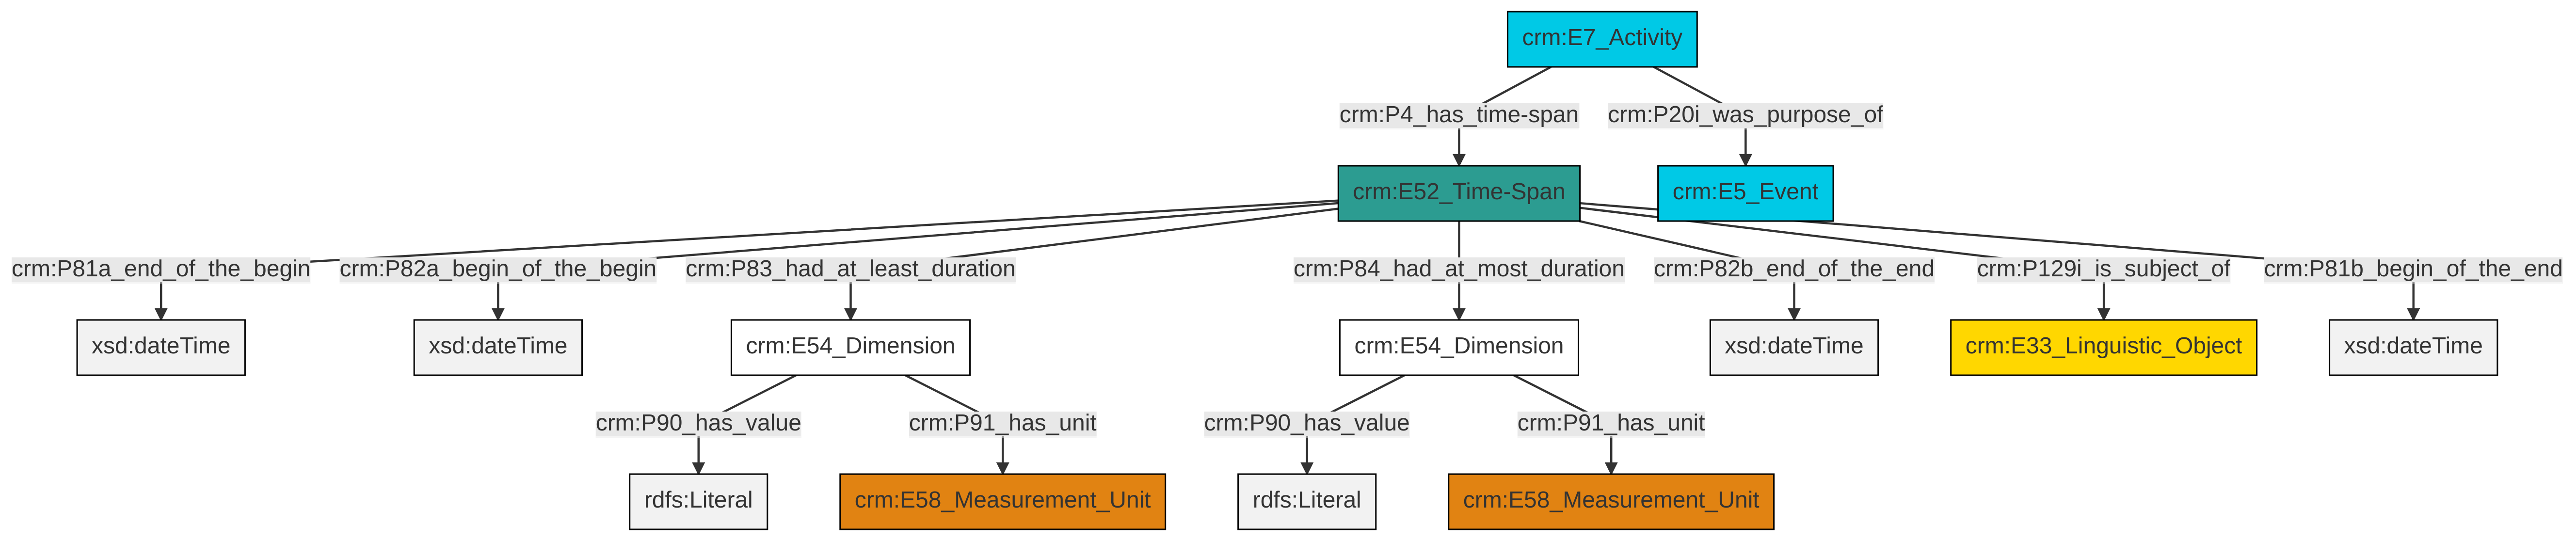 crm:E7_Activity
crm:P4_has_time-span
crm:P20i_was_purpose_of
crm:E52_Time-Span
crm:E5_Event
crm:P81a_end_of_the_begin
crm:P82a_begin_of_the_begin
crm:P83_had_at_least_duration
crm:P84_had_at_most_duration
crm:P82b_end_of_the_end
crm:P129i_is_subject_of
crm:P81b_begin_of_the_end
xsd:dateTime
xsd:dateTime
crm:E54_Dimension
crm:E54_Dimension
xsd:dateTime
crm:E33_Linguistic_Object
xsd:dateTime
crm:P90_has_value
crm:P91_has_unit
crm:P90_has_value
crm:P91_has_unit
rdfs:Literal
crm:E58_Measurement_Unit
rdfs:Literal
crm:E58_Measurement_Unit